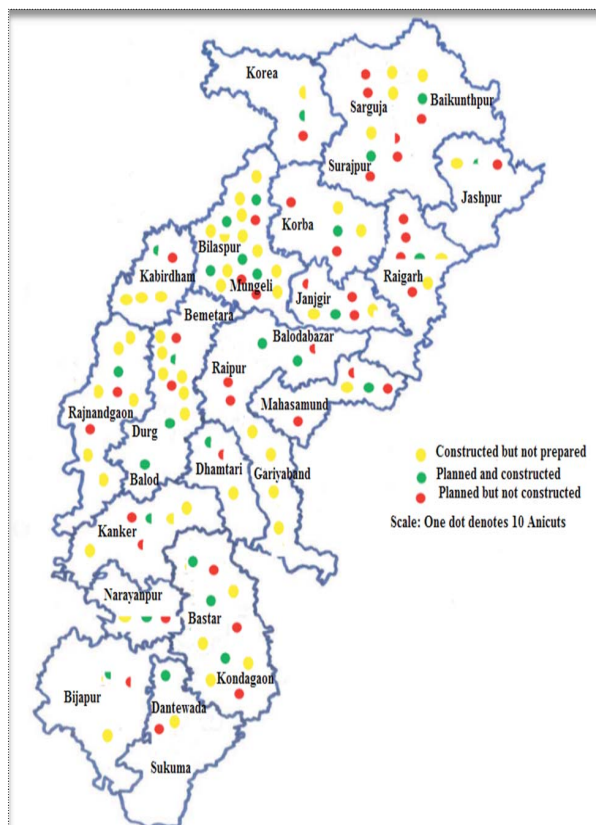 Korea
Sarguja
Baikunthpur
Surajpur
Jashpur
Korba
Bilaspur
Mungeli
Kabirdham
Raigarh
Janjgir
Bemetara
Balodabazar
Raipur
Mahasamund
Rajnandgaon
Durg
Balod
Dhamtari
Gariyaband
Constructed but not prepared
Planned and constructed
Planned but not constructed
Scale: One dot denotes 10 Anicuts
Kanker
Narayanpur
Bastar
Kondagaon
Bijapur
Dantewada
Sukuma